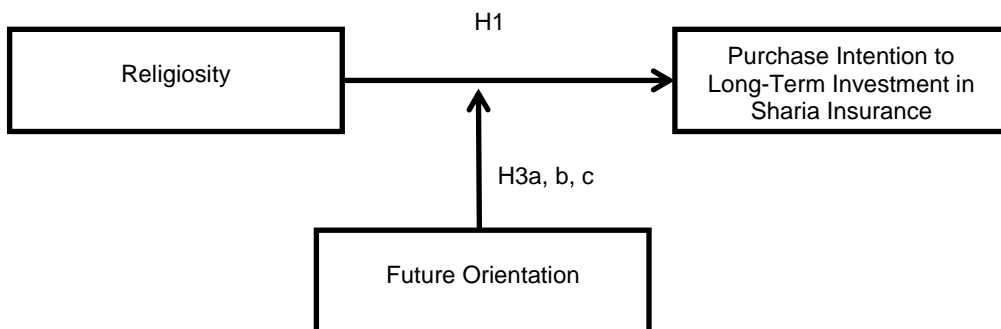 H1
Religiosity
Purchase Intention to
Long-Term Investment in
Sharia Insurance
H3a, b, c
Future Orientation